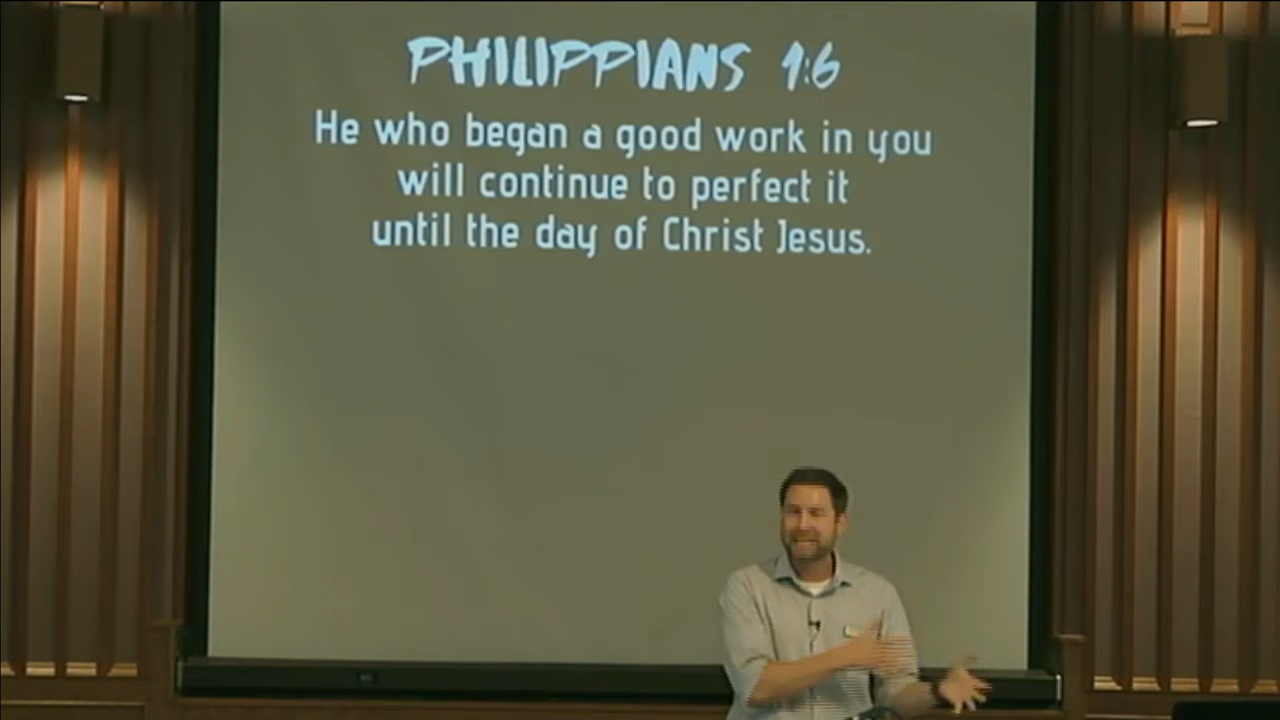 PHILIPPIANS 1:6
He who began a good work in you
will continue to perfect it
until the day of Christ Jesus.